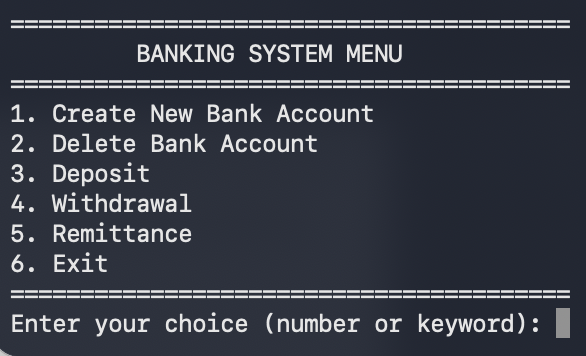 ========================================
BANKING SYSTEM MENU
========================================
1. Create New Bank Account
2. Delete Bank Account
3. Deposit
4. Withdrawal
5. Remittance
6. Exit
========================================
Enter your choice (number or keyword):